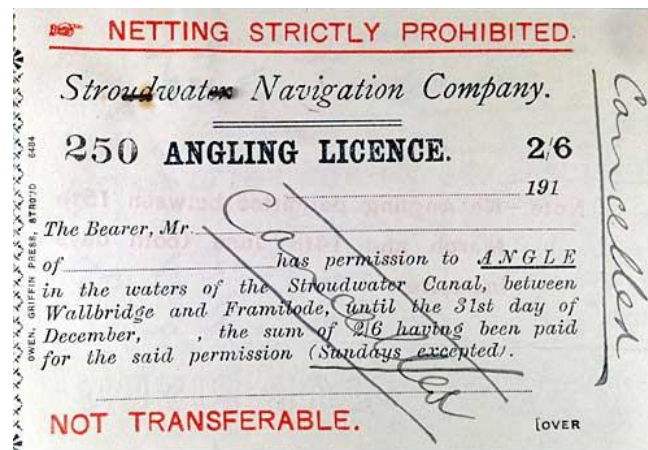 NETTING STRICTLY PROHIBITED.
Stroudwater Navigation Company.
250 ANGLING LICENCE. 2/6
191
The Bearer, Mr.
of has permission to ANGLE
in the waters of the Stroudwater Canal, between
Wallbridge and Framilode, until the 31st day of
December, , the sum of 2/6 having been paid
for the said permission (Sundays excepted).
NOT TRANSFERABLE.
[OVER
Cancelled
Cancelled
OWEN, GRIFFIN PRESS, STROUD 6484